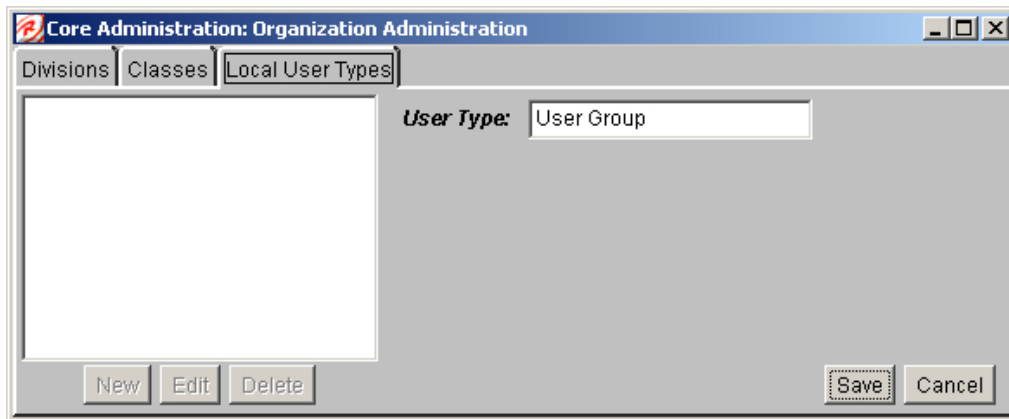 Core Administration: Organization Administration
Divisions Classes Local User Types
User Type: User Group
New Edit Delete Save Cancel